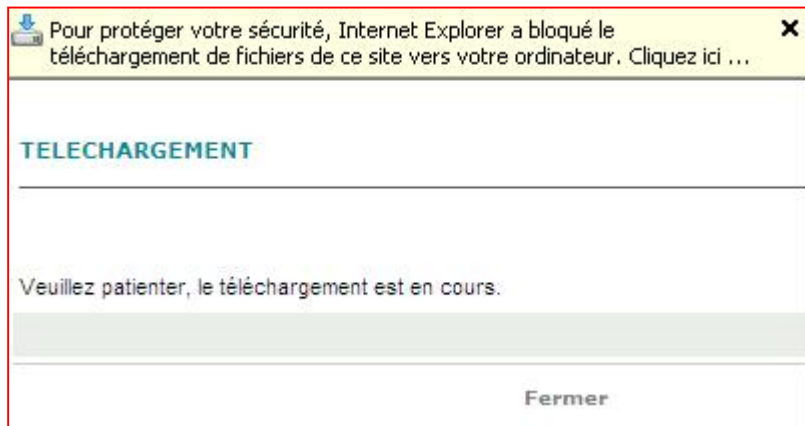 Pour protéger votre sécurité, Internet Explorer a bloqué le
téléchargement de fichiers de ce site vers votre ordinateur. Cliquez ici ...
TELECHARGEMENT
Veuillez patienter, le téléchargement est en cours.
Fermer